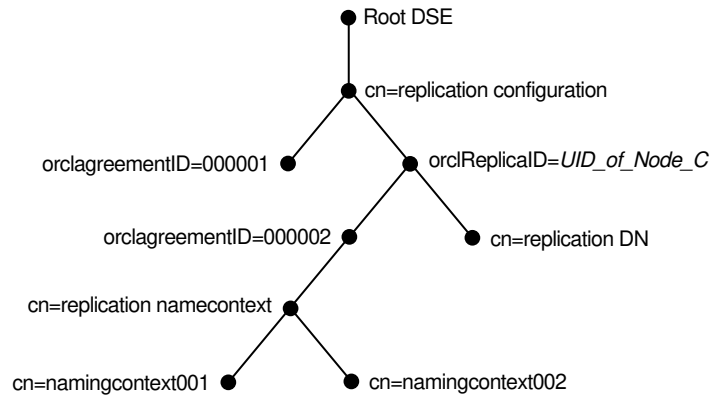 Root DSE
cn=replication configuration
orclagreementID=000001
orclReplicaID=UID_of_Node_C
orclagreementID=000002
cn=replication DN
cn=replication namecontext
cn=namingcontext001
cn=namingcontext002